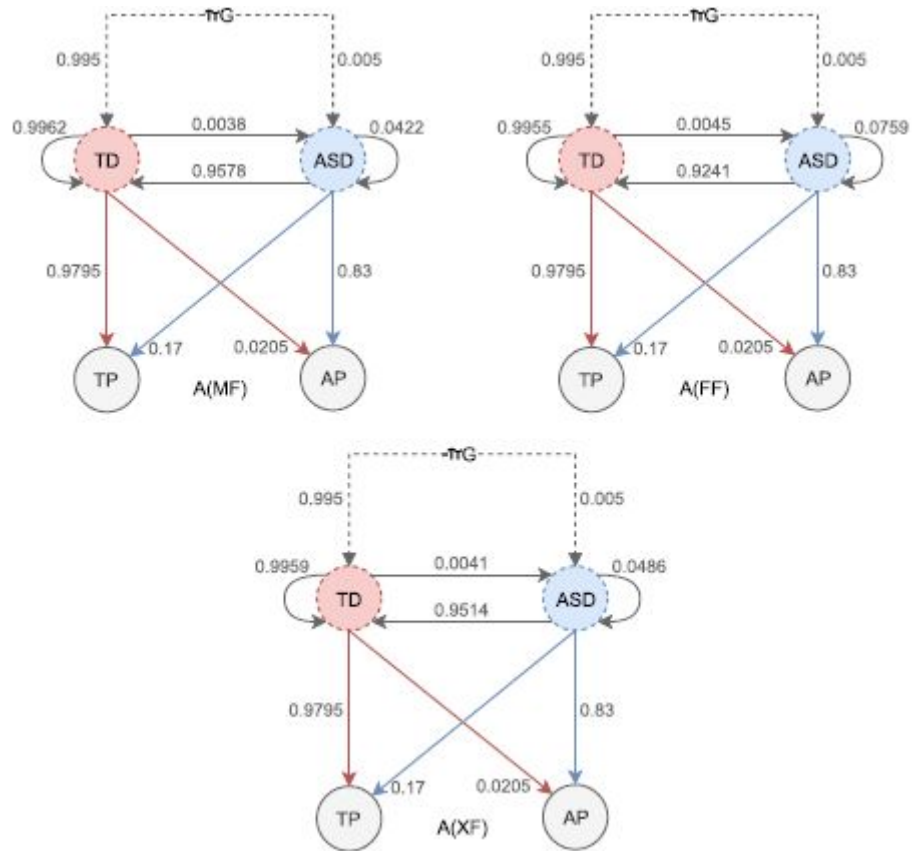 πG πG
0.995 0.005 0.995 0.005
0.9962 0.0038 0.0422 0.9955 0.0045 0.0759
TD ASD TD ASD
0.9578 0.9241
0.9795 0.83 0.9795 0.83
0.17 0.0205 0.17 0.0205
TP AP TP AP
A(MF) A(FF)
πG
0.995 0.005
0.9959 0.0041 0.0486
TD ASD
0.9514
0.9795 0.83
0.17 0.0205
TP AP
A(XF)